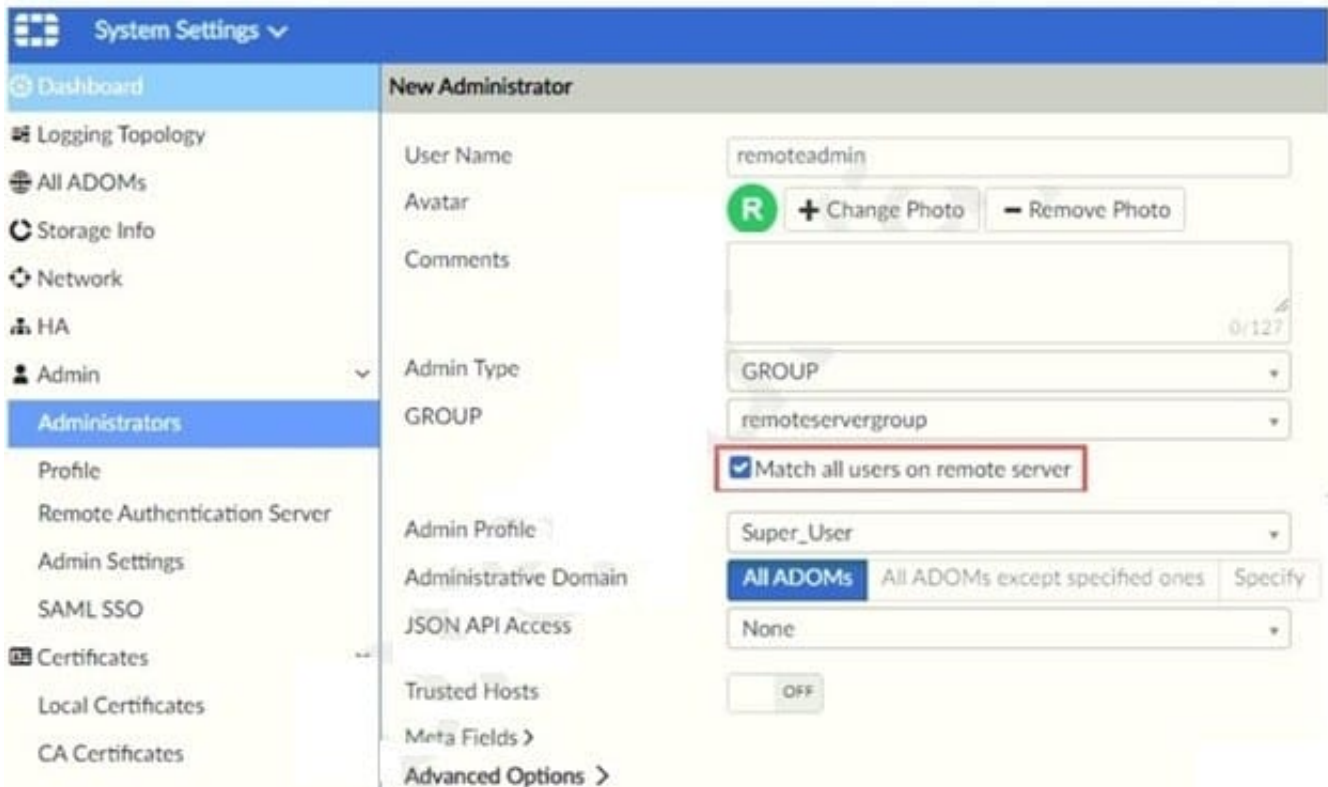 System Settings
Dashboard
Logging Topology
All ADOMs
Storage Info
Network
HA
Admin
Administrators
Profile
Remote Authentication Server
Admin Settings
SAML SSO
Certificates
Local Certificates
CA Certificates
New Administrator
User Name remoteadmin
Avatar R + Change Photo − Remove Photo
Comments
0/127
Admin Type GROUP
GROUP remoteservergroup
Match all users on remote server
Admin Profile Super_User
Administrative Domain All ADOMs All ADOMs except specified ones Specify
JSON API Access None
Trusted Hosts OFF
Meta Fields >
Advanced Options >